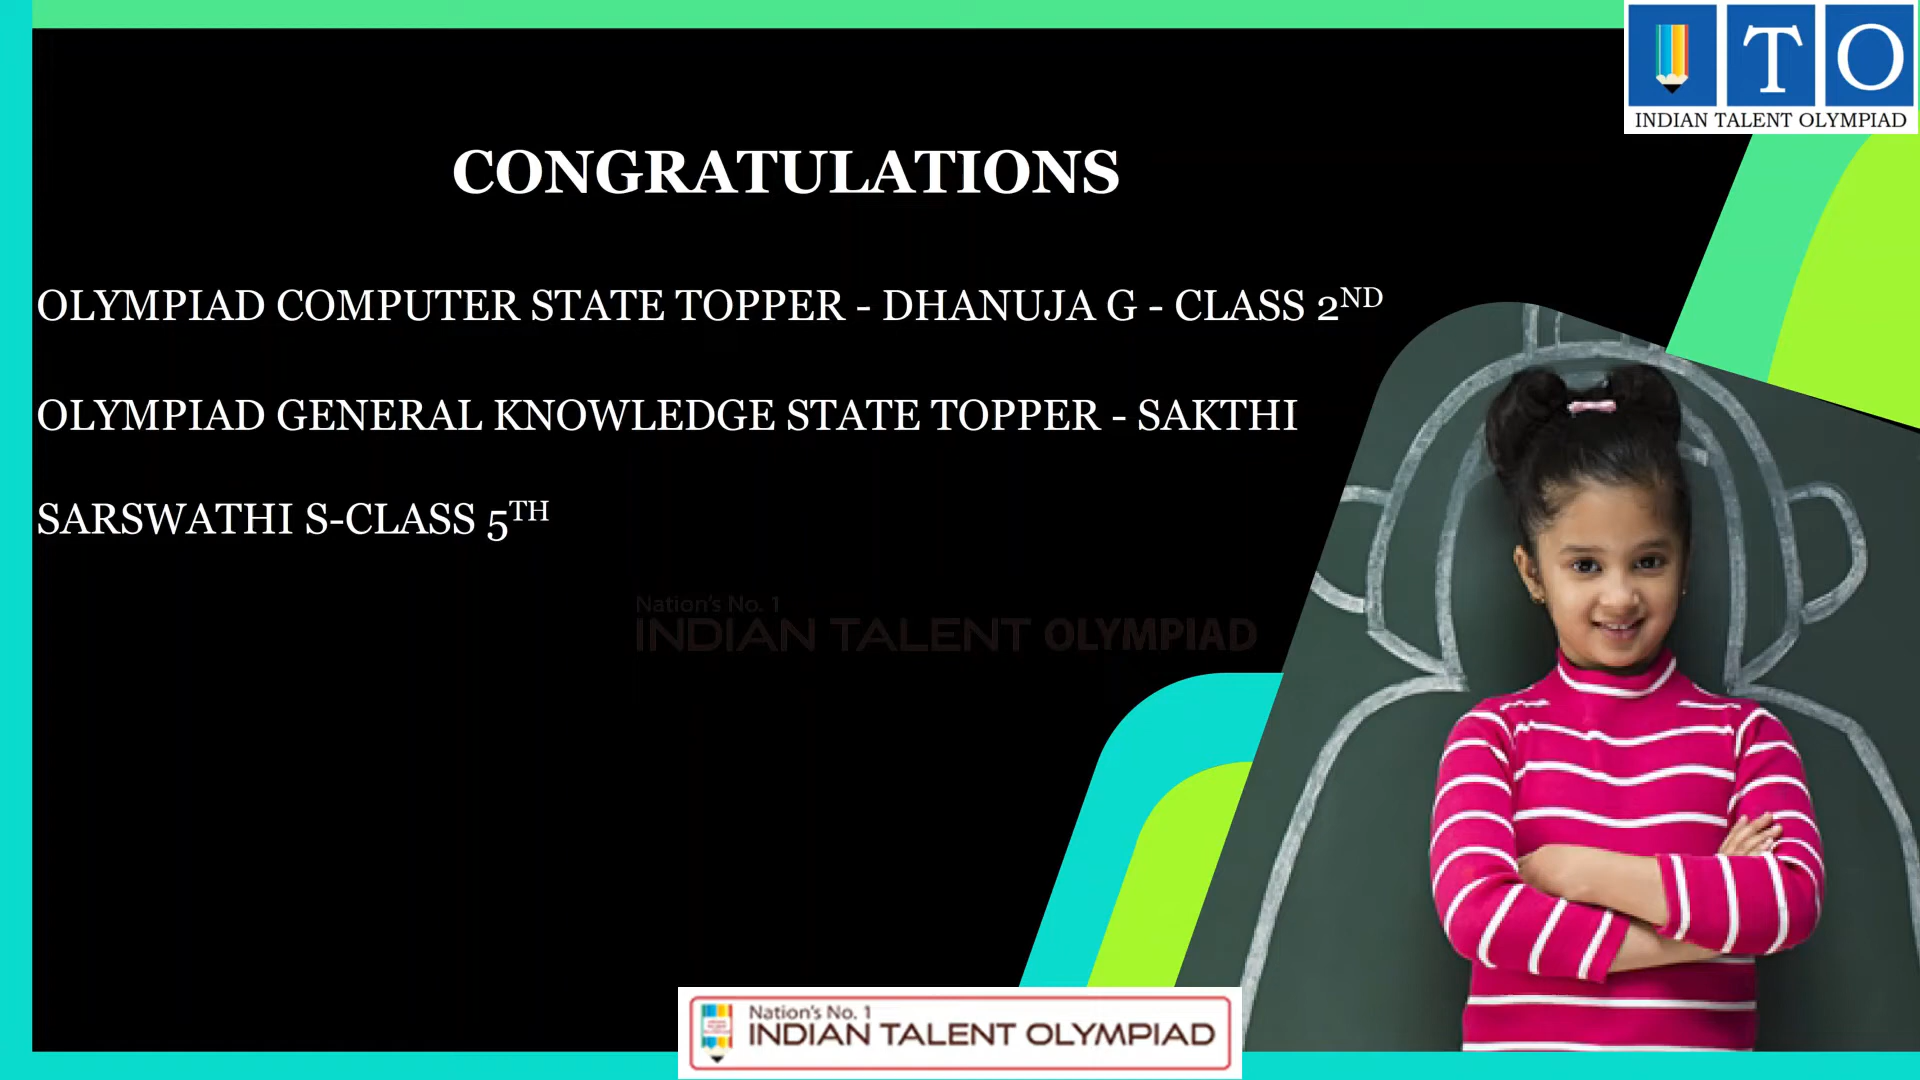 ITO
INDIAN TALENT OLYMPIAD
CONGRATULATIONS
OLYMPIAD COMPUTER STATE TOPPER - DHANUJA G - CLASS 2ND
OLYMPIAD GENERAL KNOWLEDGE STATE TOPPER - SAKTHI
SARSWATHI S-CLASS 5TH
Nation's No. 1
INDIAN TALENT OLYMPIAD
Nation's No. 1
INDIAN TALENT OLYMPIAD